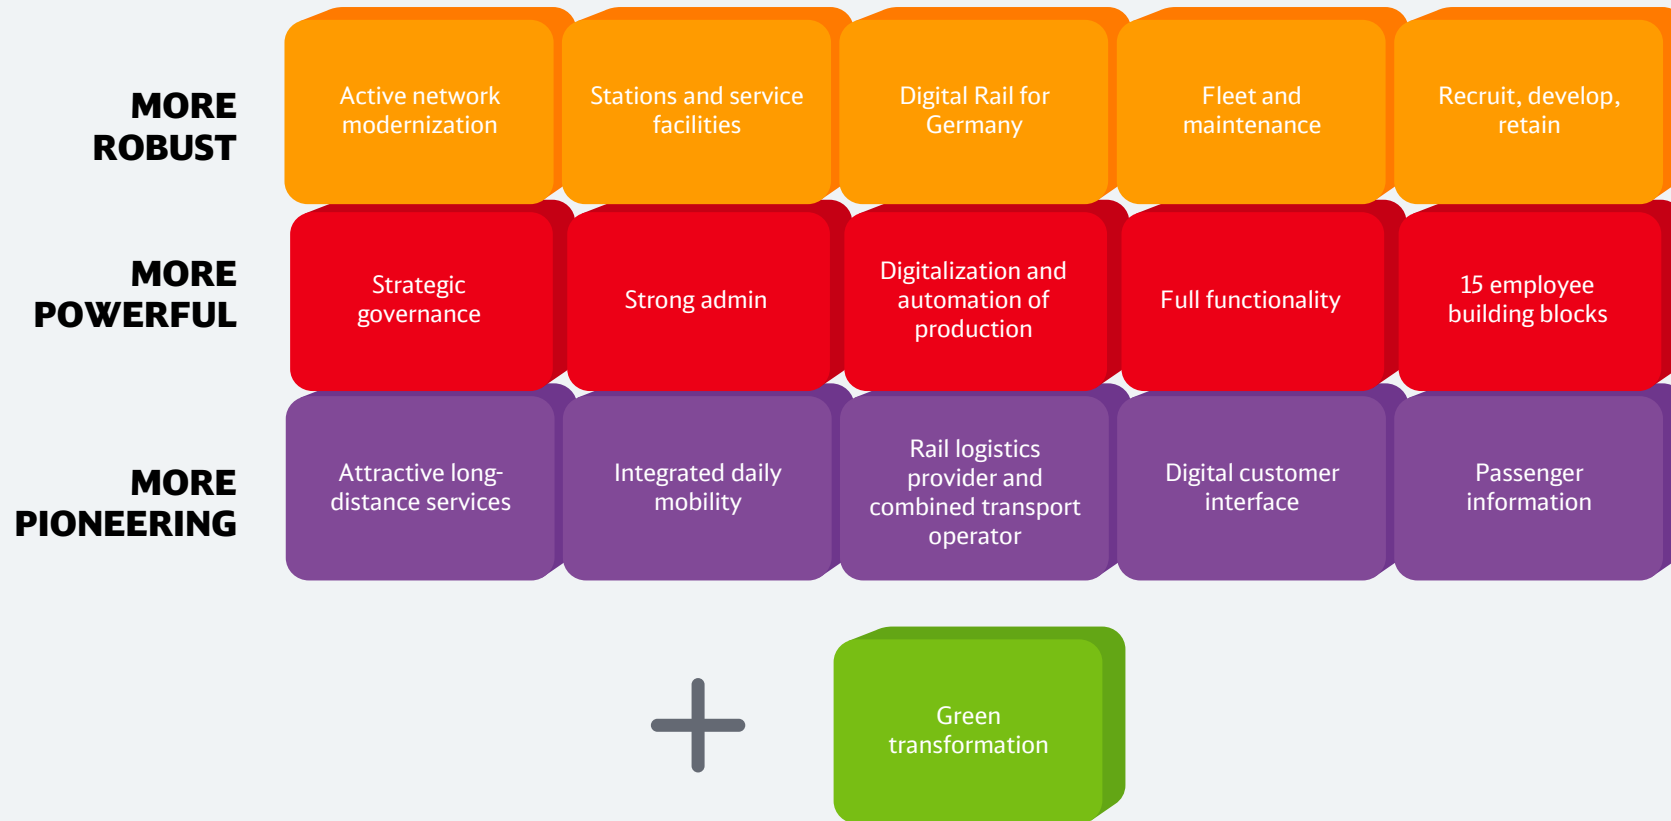 MORE
ROBUST
Active network
modernization
Stations and service
facilities
Digital Rail for
Germany
Fleet and
maintenance
Recruit, develop,
retain
MORE
POWERFUL
Strategic
governance
Strong admin
Digitalization and
automation of
production
Full functionality
15 employee
building blocks
MORE
PIONEERING
Attractive long-
distance services
Integrated daily
mobility
Rail logistics
provider and
combined transport
operator
Digital customer
interface
Passenger
information
Green
transformation